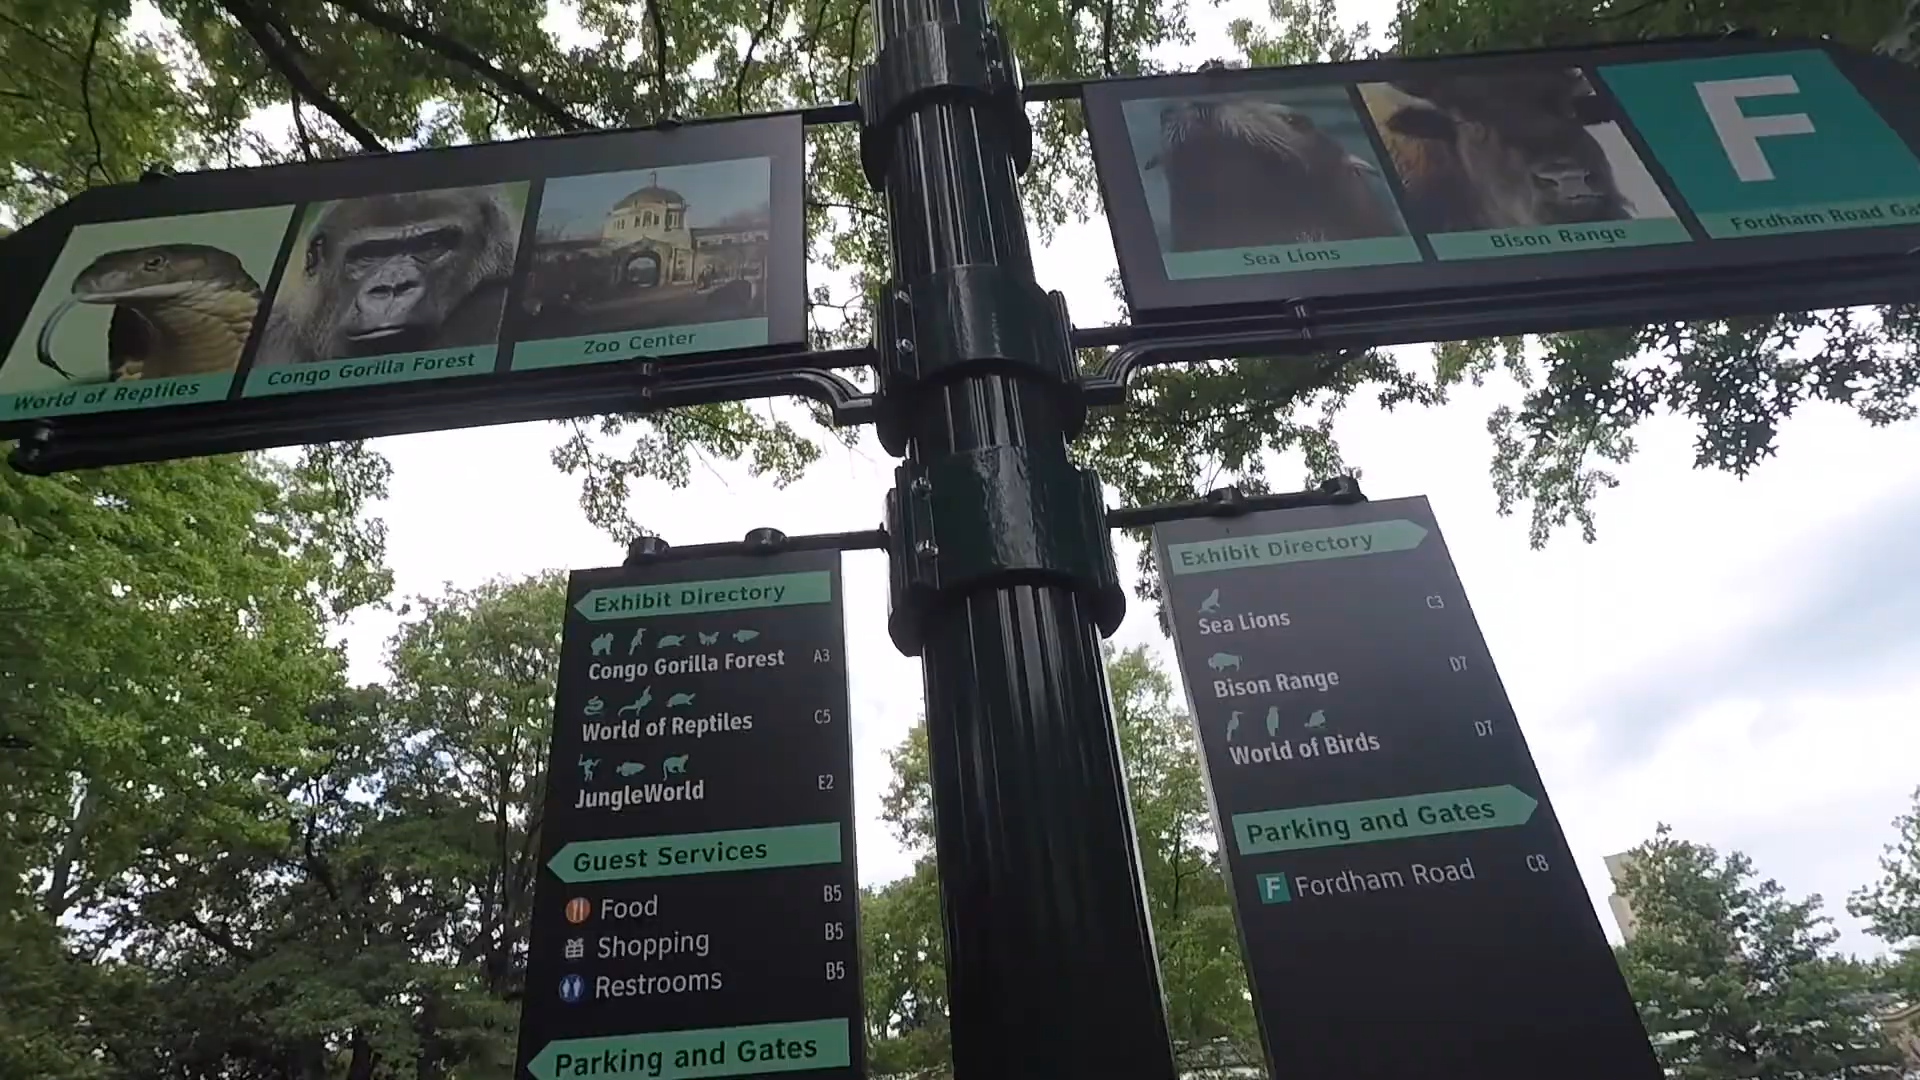 World of Reptiles
Congo Gorilla Forest
Zoo Center
Sea Lions
Bison Range
F
Fordham Road
Exhibit Directory
Congo Gorilla Forest A3
World of Reptiles C5
JungleWorld E2
Guest Services
Food B5
Shopping B5
Restrooms B5
Parking and Gates
Exhibit Directory
Sea Lions C3
Bison Range D7
World of Birds D7
Parking and Gates
F Fordham Road C8